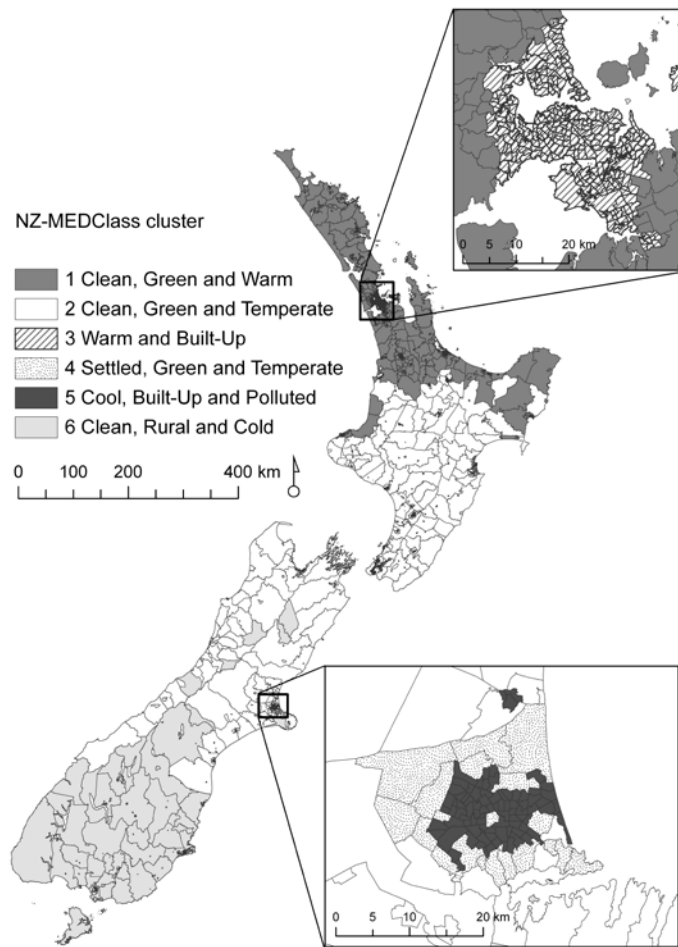 0 5 10 20 km
NZ-MEDClass cluster
1 Clean, Green and Warm
2 Clean, Green and Temperate
3 Warm and Built-Up
4 Settled, Green and Temperate
5 Cool, Built-Up and Polluted
6 Clean, Rural and Cold
0 100 200 400 km
0 5 10 20 km